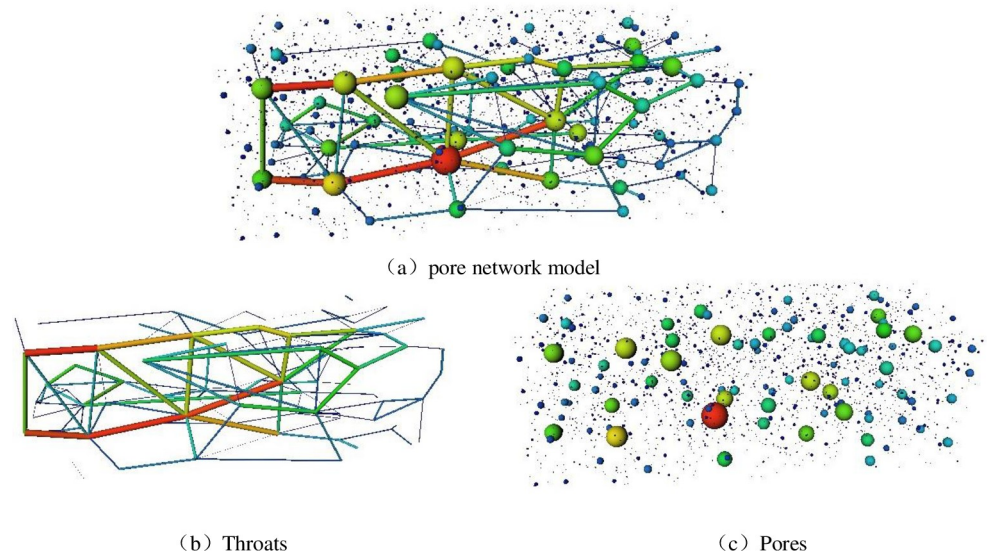 （a）pore network model
（b）Throats
（c）Pores